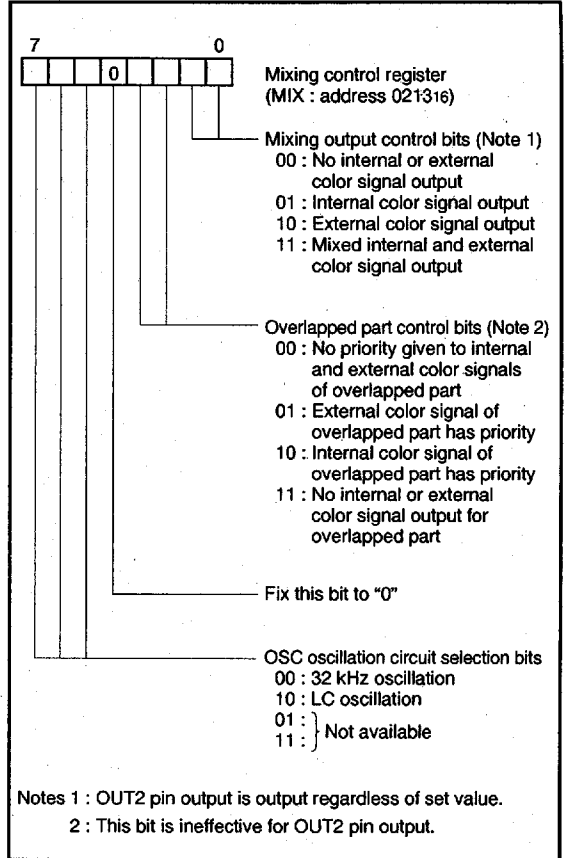 7 0
0
Mixing control register
(MIX : address 021316)
Mixing output control bits (Note 1)
00 : No internal or external
color signal output
01 : Internal color signal output
10 : External color signal output
11 : Mixed internal and external
color signal output
Overlapped part control bits (Note 2)
00 : No priority given to internal
and external color signals
of overlapped part
01 : External color signal of
overlapped part has priority
10 : Internal color signal of
overlapped part has priority
11 : No internal or external
color signal output for
overlapped part
Fix this bit to “0”
OSC oscillation circuit selection bits
00 : 32 kHz oscillation
10 : LC oscillation
01 :
11 : } Not available
Notes 1 : OUT2 pin output is output regardless of set value.
2 : This bit is ineffective for OUT2 pin output.